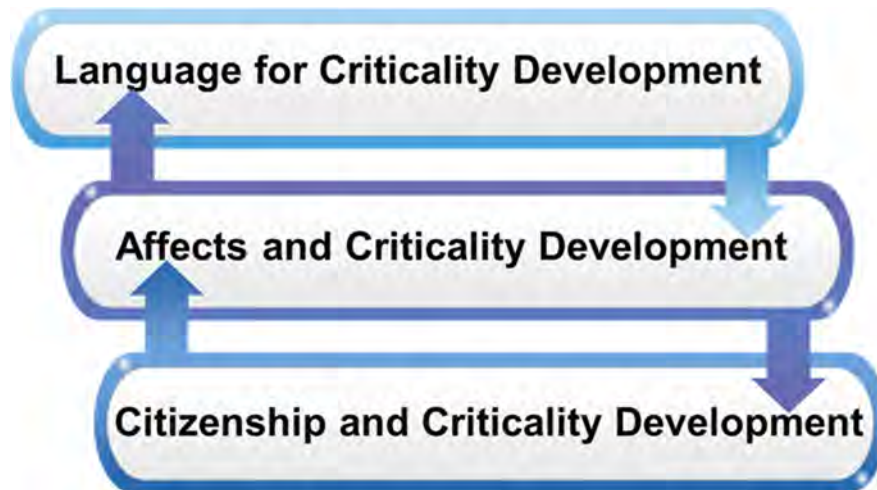 Language for Criticality Development
Affects and Criticality Development
Citizenship and Criticality Development